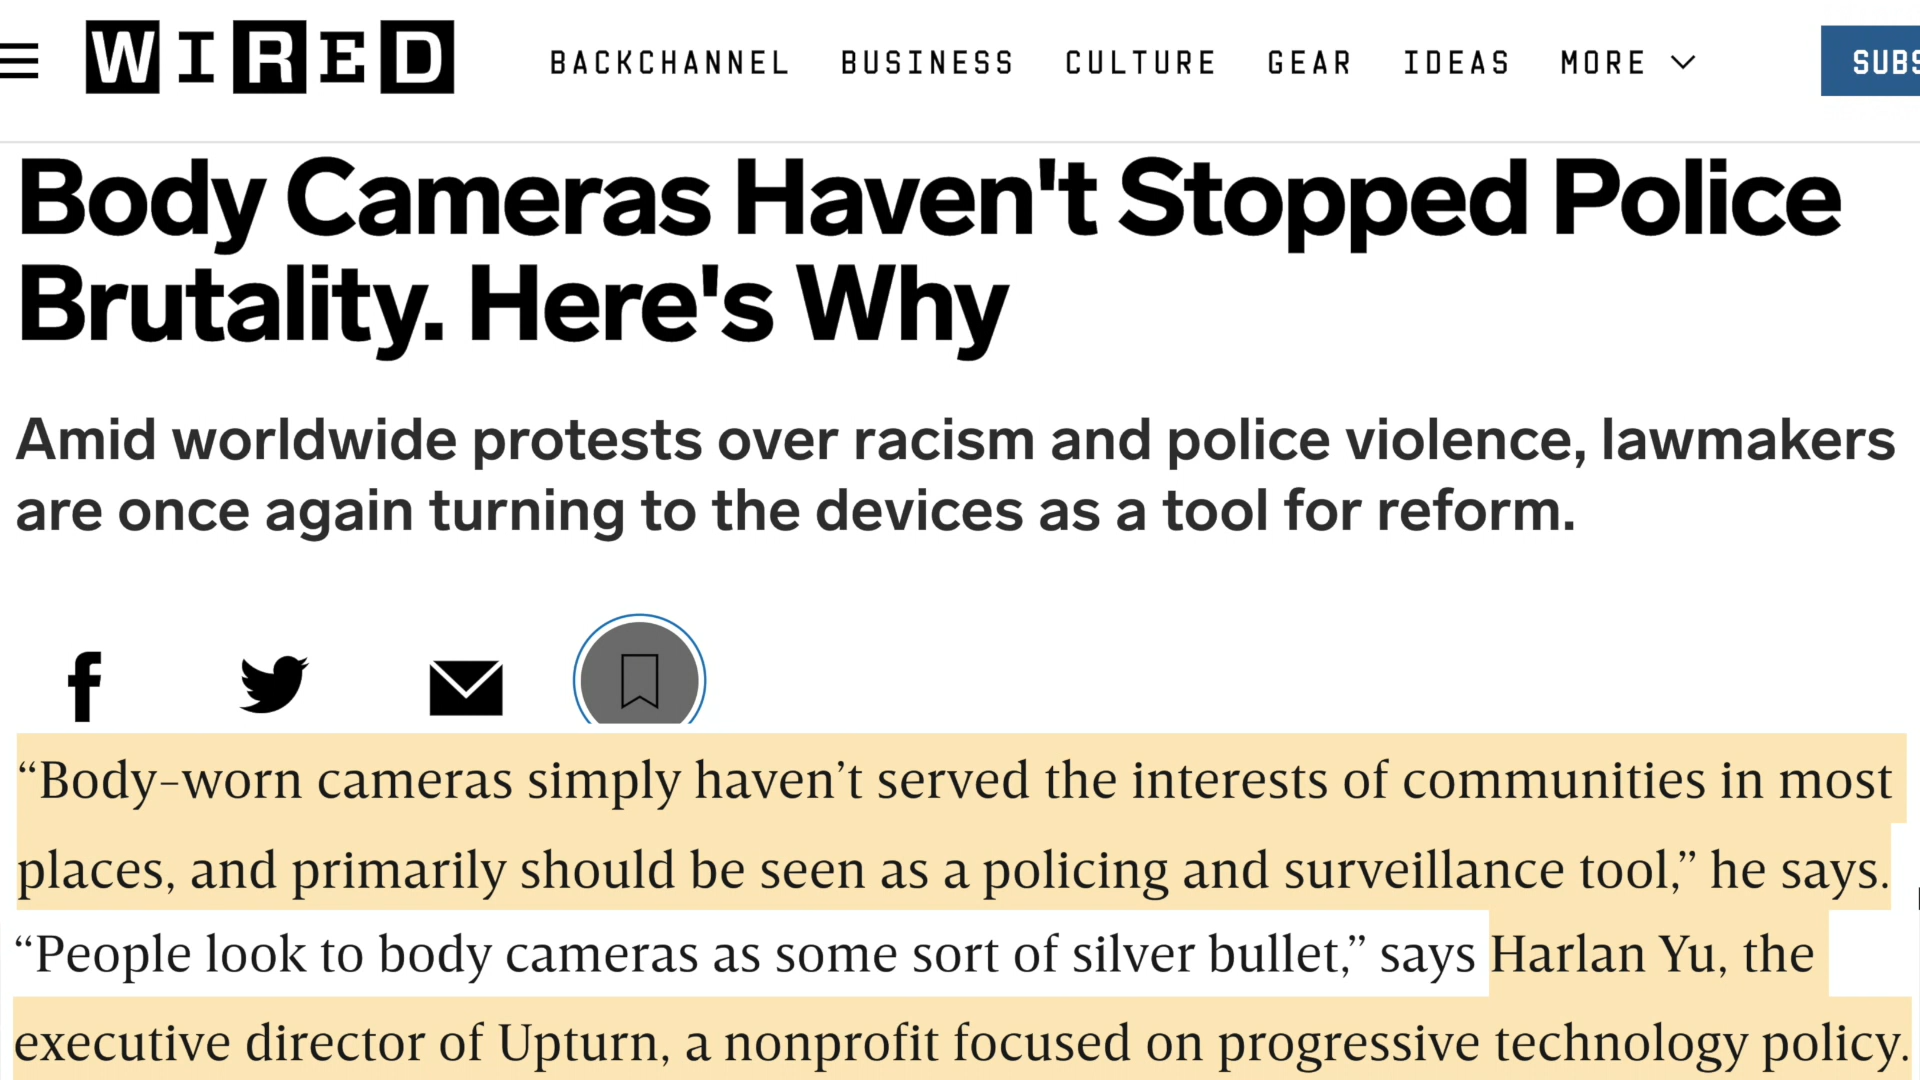 WIRED BACKCHANNEL BUSINESS CULTURE GEAR IDEAS MORE SUBS
Body Cameras Haven't Stopped Police
Brutality. Here's Why
Amid worldwide protests over racism and police violence, lawmakers
are once again turning to the devices as a tool for reform.
“Body-worn cameras simply haven’t served the interests of communities in most
places, and primarily should be seen as a policing and surveillance tool,” he says.
“People look to body cameras as some sort of silver bullet,” says Harlan Yu, the
executive director of Upturn, a nonprofit focused on progressive technology policy.